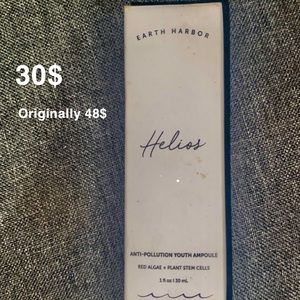 30$
Originally 48$
EARTH HARBOR
Helios
ANTI-POLLUTION YOUTH AMPOULE
RED ALGAE + PLANT STEM CELLS
1 fl oz | 30 mL